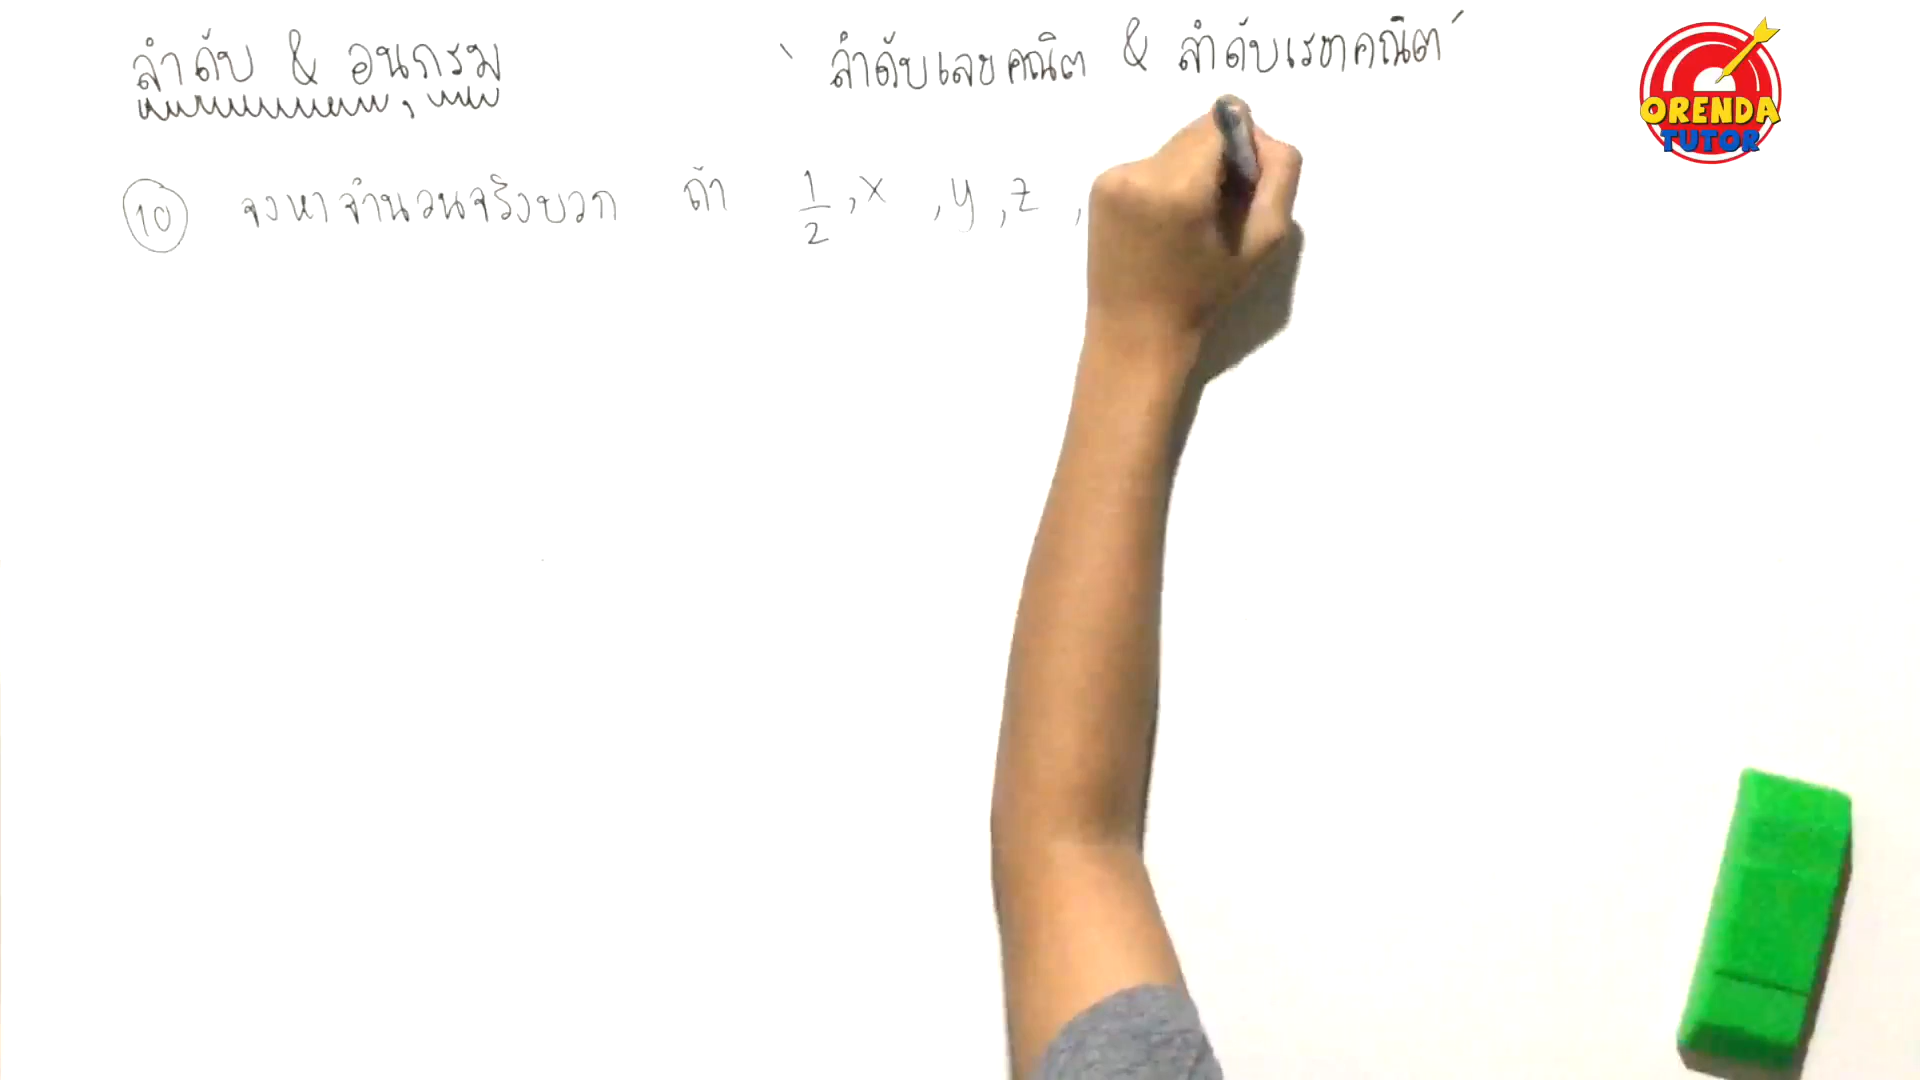 ลำดับ & อนุกรม
` ลำดับเลขคณิต & ลำดับเรขาคณิต ´
ORENDA
TUTOR
10 จงหาจำนวนจริงบวก ถ้า 1/2 , x , y , z ,